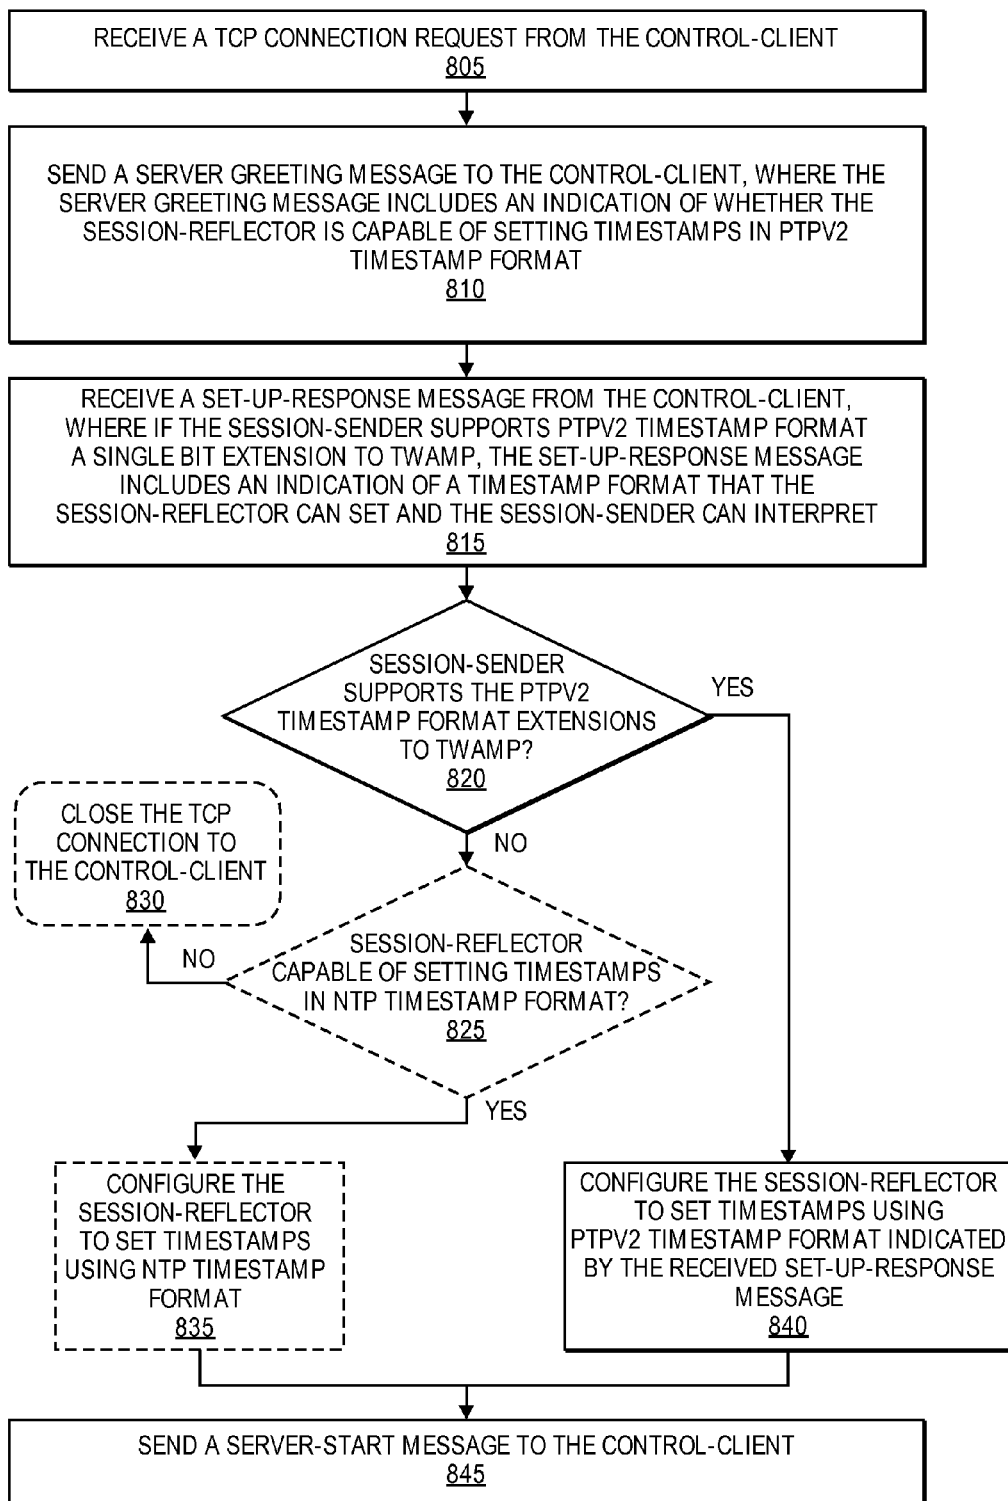 RECEIVE A TCP CONNECTION REQUEST FROM THE CONTROL-CLIENT
805
SEND A SERVER GREETING MESSAGE TO THE CONTROL-CLIENT, WHERE THE
SERVER GREETING MESSAGE INCLUDES AN INDICATION OF WHETHER THE
SESSION-REFLECTOR IS CAPABLE OF SETTING TIMESTAMPS IN PTPV2
TIMESTAMP FORMAT
810
RECEIVE A SET-UP-RESPONSE MESSAGE FROM THE CONTROL-CLIENT,
WHERE IF THE SESSION-SENDER SUPPORTS PTPV2 TIMESTAMP FORMAT
A SINGLE BIT EXTENSION TO TWAMP, THE SET-UP-RESPONSE MESSAGE
INCLUDES AN INDICATION OF A TIMESTAMP FORMAT THAT THE
SESSION-REFLECTOR CAN SET AND THE SESSION-SENDER CAN INTERPRET
815
SESSION-SENDER
SUPPORTS THE PTPV2
TIMESTAMP FORMAT EXTENSIONS
TO TWAMP?
820
YES
NO
CLOSE THE TCP
CONNECTION TO
THE CONTROL-CLIENT
830
NO
SESSION-REFLECTOR
CAPABLE OF SETTING TIMESTAMPS
IN NTP TIMESTAMP FORMAT?
825
YES
CONFIGURE THE
SESSION-REFLECTOR
TO SET TIMESTAMPS
USING NTP TIMESTAMP
FORMAT
835
CONFIGURE THE SESSION-REFLECTOR
TO SET TIMESTAMPS USING
PTPV2 TIMESTAMP FORMAT INDICATED
BY THE RECEIVED SET-UP-RESPONSE
MESSAGE
840
SEND A SERVER-START MESSAGE TO THE CONTROL-CLIENT
845